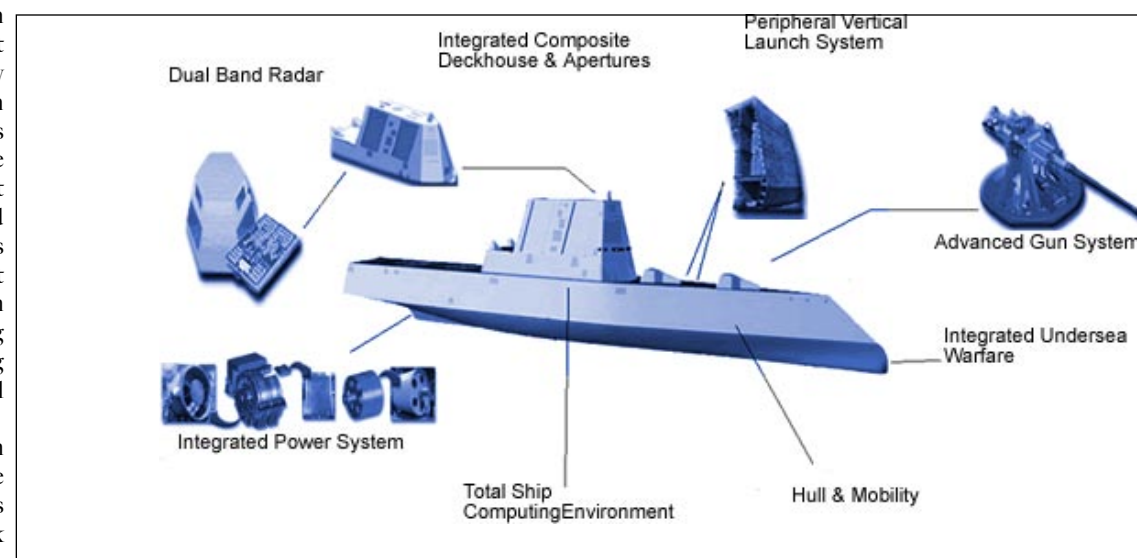 Peripheral Vertical
Launch System
Integrated Composite
Deckhouse & Apertures
Dual Band Radar
Advanced Gun System
Integrated Undersea
Warfare
Integrated Power System
Total Ship
ComputingEnvironment
Hull & Mobility